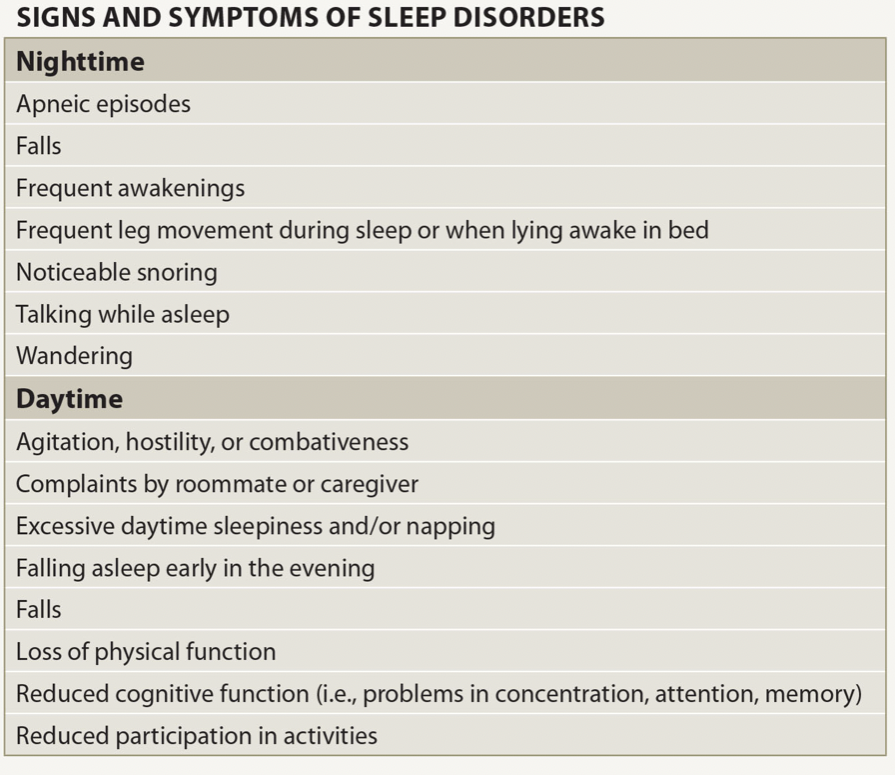 SIGNS AND SYMPTOMS OF SLEEP DISORDERS
Nighttime
Apneic episodes
Falls
Frequent awakenings
Frequent leg movement during sleep or when lying awake in bed
Noticeable snoring
Talking while asleep
Wandering
Daytime
Agitation, hostility, or combativeness
Complaints by roommate or caregiver
Excessive daytime sleepiness and/or napping
Falling asleep early in the evening
Falls
Loss of physical function
Reduced cognitive function (i.e., problems in concentration, attention, memory)
Reduced participation in activities